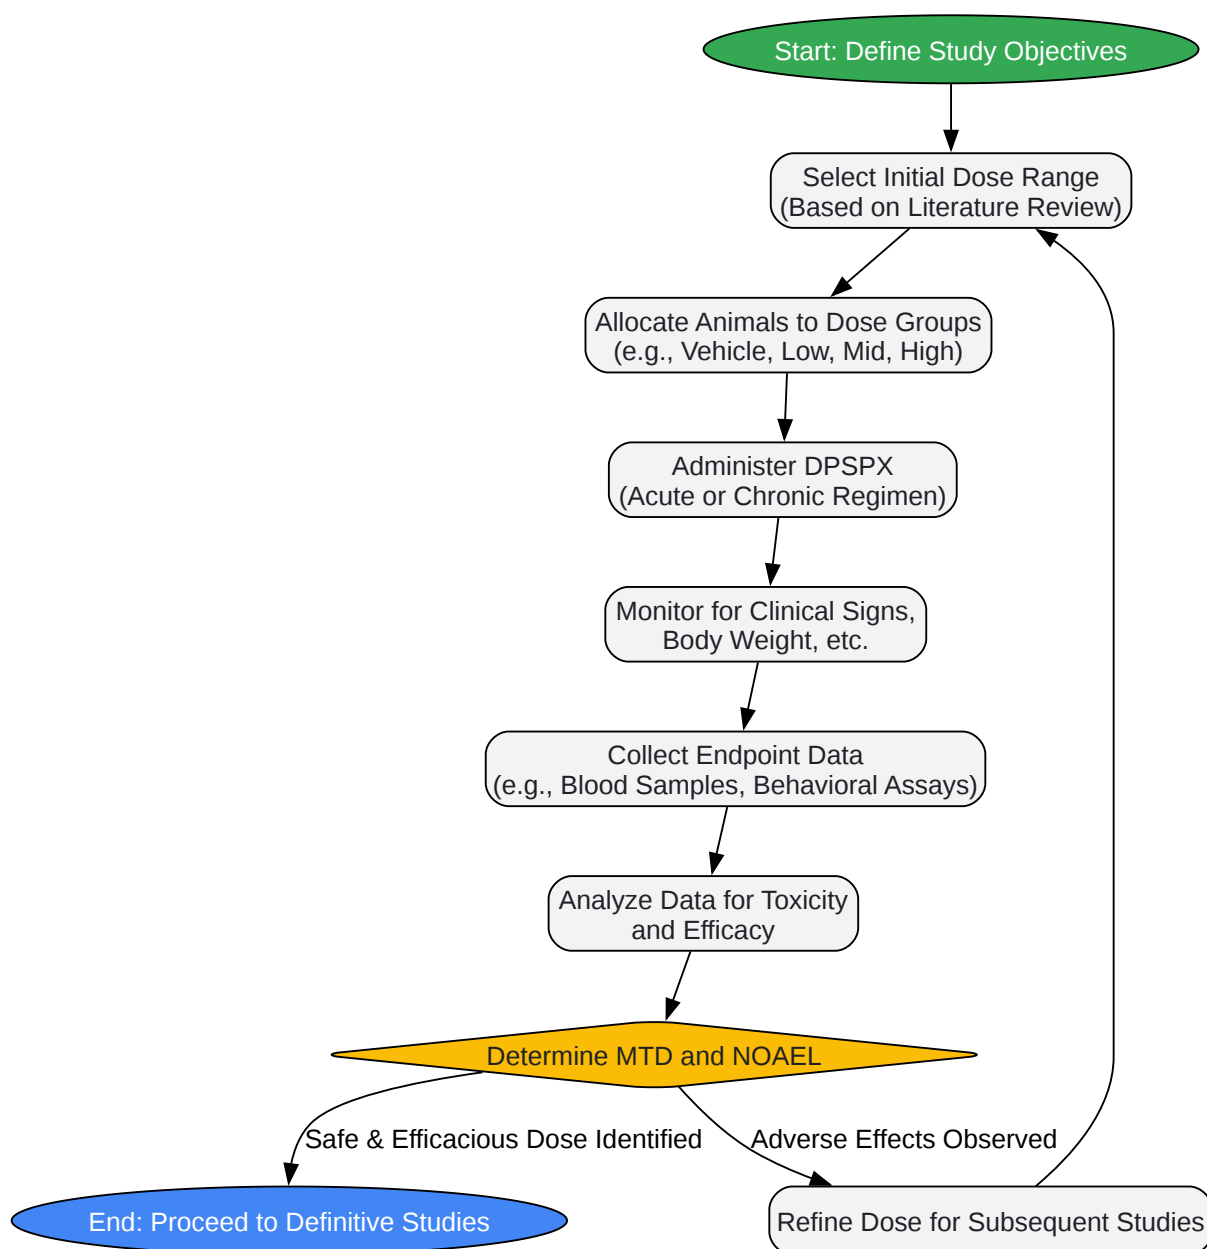 Start: Define Study Objectives
Select Initial Dose Range
(Based on Literature Review)
Allocate Animals to Dose Groups
(e.g., Vehicle, Low, Mid, High)
Administer DPSPX
(Acute or Chronic Regimen)
Monitor for Clinical Signs,
Body Weight, etc.
Collect Endpoint Data
(e.g., Blood Samples, Behavioral Assays)
Analyze Data for Toxicity
and Efficacy
Determine MTD and NOAEL
Safe & Efficacious Dose Identified
Adverse Effects Observed
End: Proceed to Definitive Studies
Refine Dose for Subsequent Studies